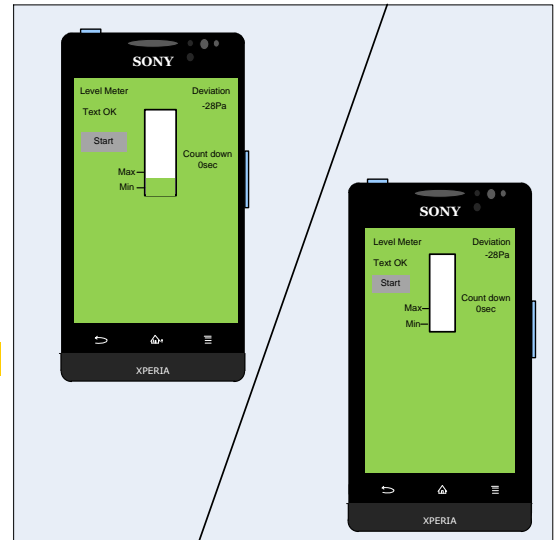 SONY
Level Meter
Deviation
-28Pa
Text OK
Start
Count down
0sec
Max
Min
XPERIA
SONY
Level Meter
Deviation
-28Pa
Text OK
Start
Count down
0sec
Max
Min
XPERIA